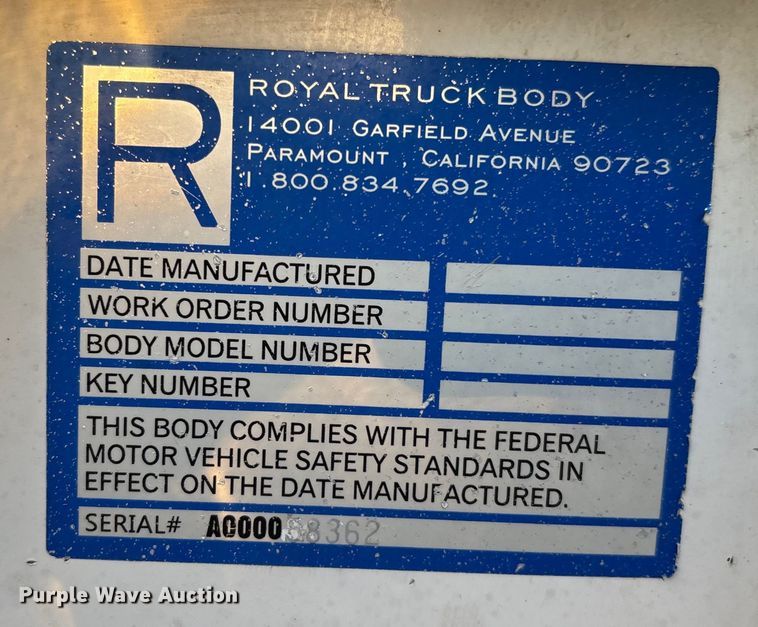 R
ROYAL TRUCK BODY
14001 GARFIELD AVENUE
PARAMOUNT , CALIFORNIA 90723
1.800.834.7692
DATE MANUFACTURED
WORK ORDER NUMBER
BODY MODEL NUMBER
KEY NUMBER
THIS BODY COMPLIES WITH THE FEDERAL
MOTOR VEHICLE SAFETY STANDARDS IN
EFFECT ON THE DATE MANUFACTURED.
SERIAL#
Purple Wave Auction